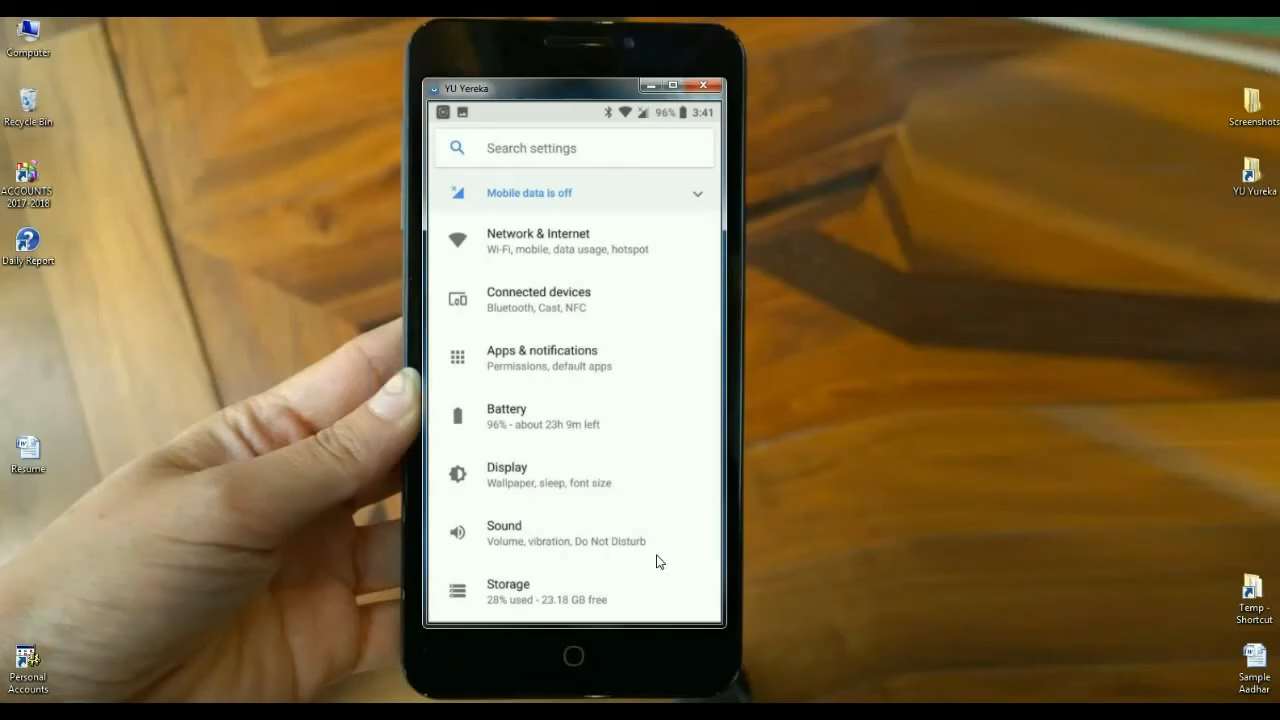 Computer
Recycle Bin
ACCOUNTS
2017-2018
Daily Report
Resume
Personal
Accounts
YU Yereka
96% 3:41
Search settings
Mobile data is off
Network & Internet
Wi-Fi, mobile, data usage, hotspot
Connected devices
Bluetooth, Cast, NFC
Apps & notifications
Permissions, default apps
Battery
96% - about 23h 9m left
Display
Wallpaper, sleep, font size
Sound
Volume, vibration, Do Not Disturb
Storage
28% used - 23.18 GB free
Screenshots
YU Yureka
Temp -
Shortcut
Sample
Aadhar